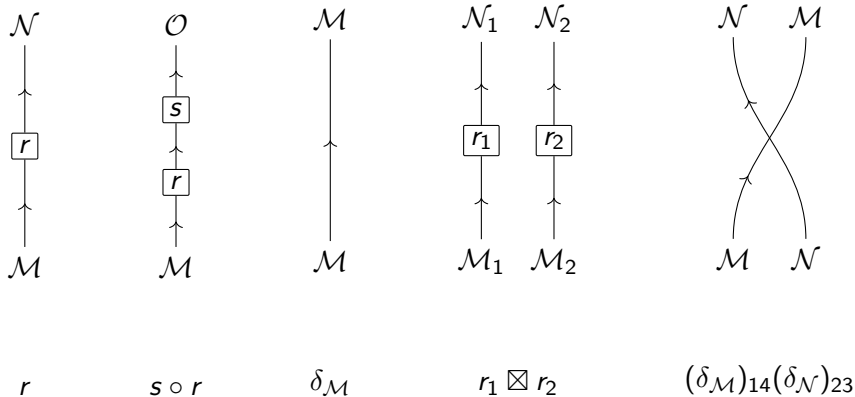 𝒩 𝒪 ℳ 𝒩₁ 𝒩₂ 𝒩 ℳ
s
r r₁ r₂
r
ℳ ℳ ℳ ℳ₁ ℳ₂ ℳ 𝒩
r s ∘ r δ_ℳ r₁ ⊠ r₂ (δ_ℳ)₁₄(δ_𝒩)₂₃